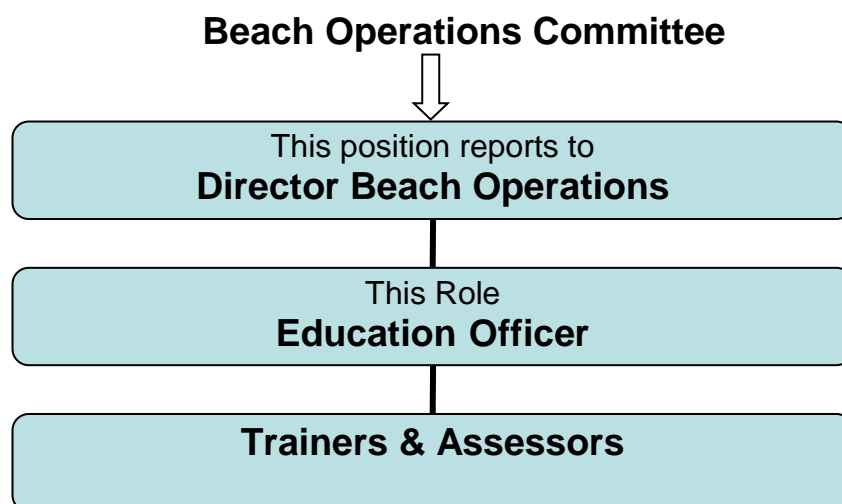 Beach Operations Committee
This position reports to
Director Beach Operations
This Role
Education Officer
Trainers & Assessors